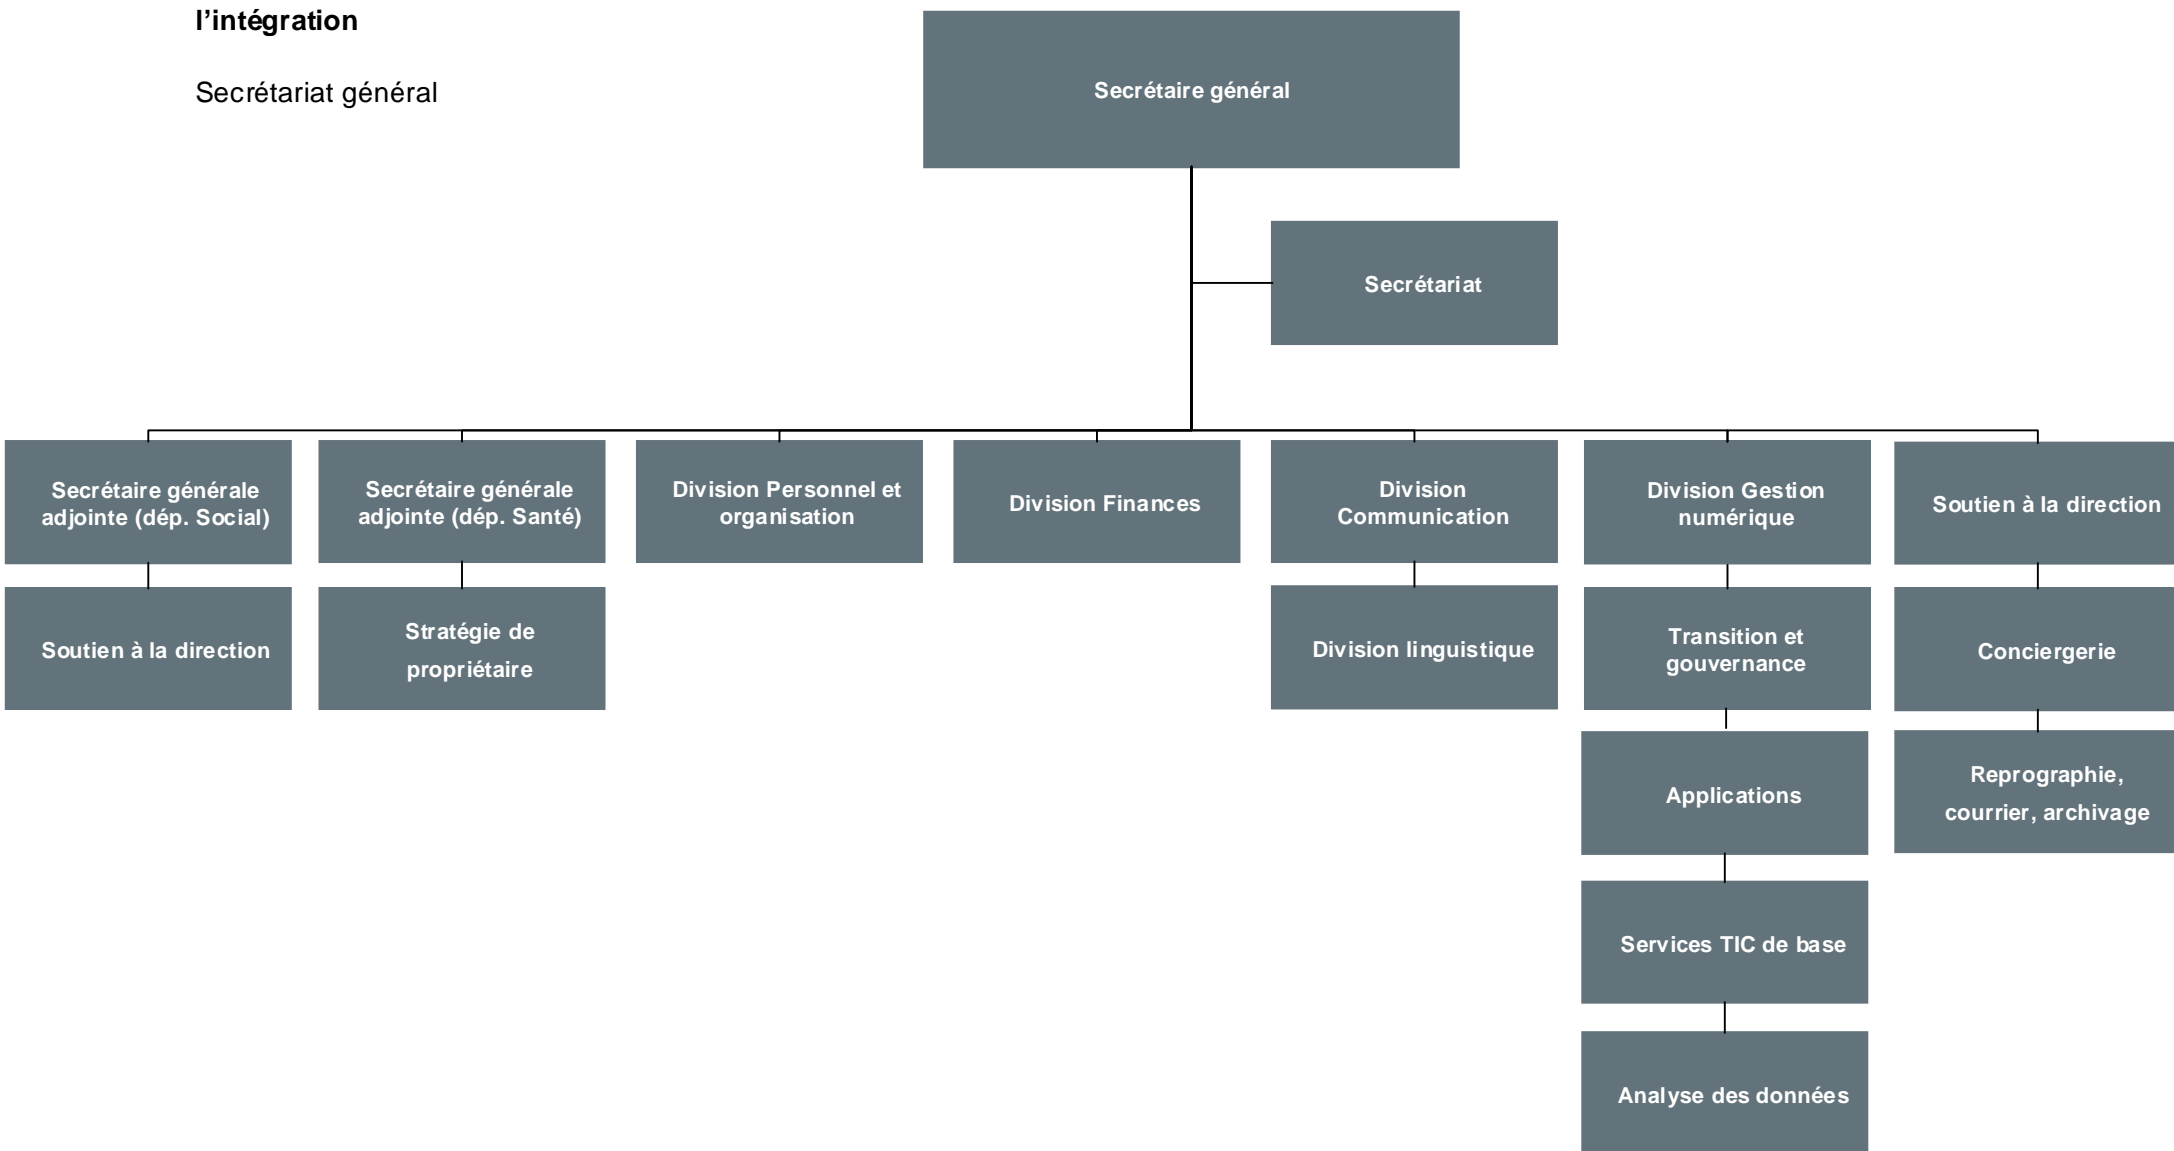 l’intégration
Secrétariat général
Secrétaire général
Secrétariat
Secrétaire générale
adjointe (dép. Social)
Secrétaire générale
adjointe (dép. Santé)
Division Personnel et
organisation
Division Finances
Division
Communication
Division Gestion
numérique
Soutien à la direction
Soutien à la direction
Stratégie de
propriétaire
Division linguistique
Transition et
gouvernance
Conciergerie
Applications
Reprographie,
courrier, archivage
Services TIC de base
Analyse des données